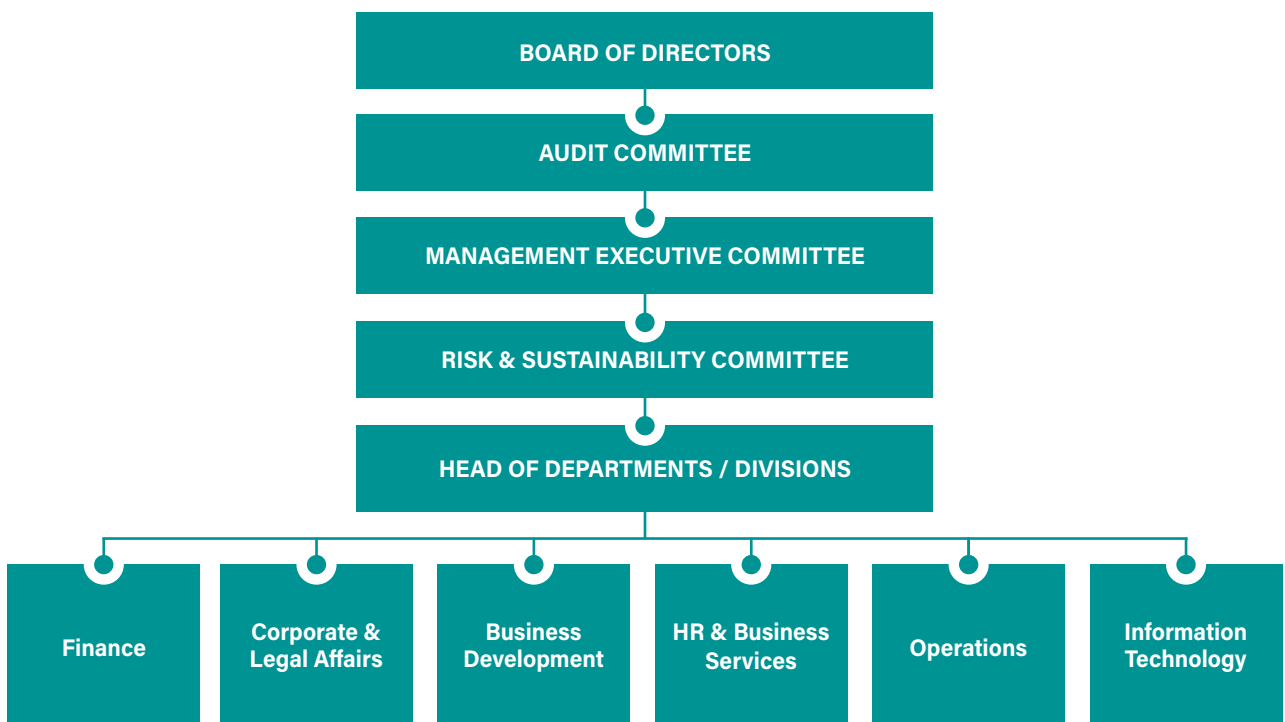 BOARD OF DIRECTORS
AUDIT COMMITTEE
MANAGEMENT EXECUTIVE COMMITTEE
RISK & SUSTAINABILITY COMMITTEE
HEAD OF DEPARTMENTS / DIVISIONS
Finance
Corporate &
Legal Affairs
Business
Development
HR & Business
Services
Operations
Information
Technology